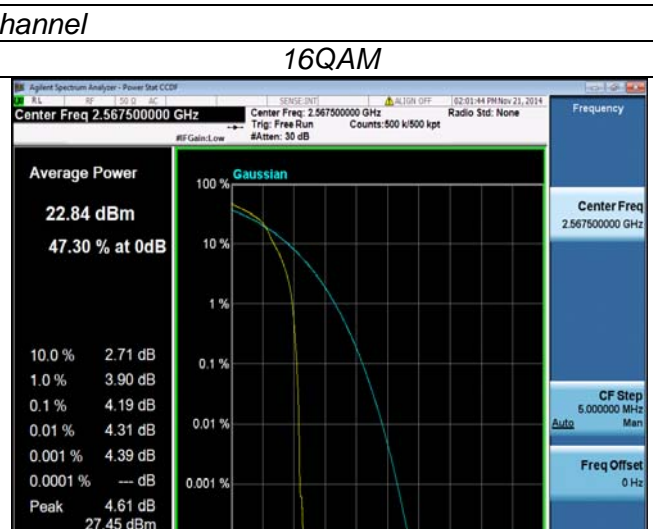 hannel
16QAM
Agilent Spectrum Analyzer - Power Stat CCDF
RL RF 50 Ω AC SENSE:INT ALIGN OFF 02:01:44 PM Nov 21, 2014
Center Freq 2.567500000 GHz
Center Freq: 2.567500000 GHz Radio Std: None
Trig: Free Run Counts:500 k/500 kpt
#IFGain:Low #Atten: 30 dB
Frequency
Average Power
22.84 dBm
47.30 % at 0dB
10.0 % 2.71 dB
1.0 % 3.90 dB
0.1 % 4.19 dB
0.01 % 4.31 dB
0.001 % 4.39 dB
0.0001 % --- dB
Peak 4.61 dB
27.45 dBm
Gaussian
100 %
10 %
1 %
0.1 %
0.01 %
0.001 %
Center Freq
2.567500000 GHz
CF Step
5.000000 MHz
Auto Man
Freq Offset
0 Hz